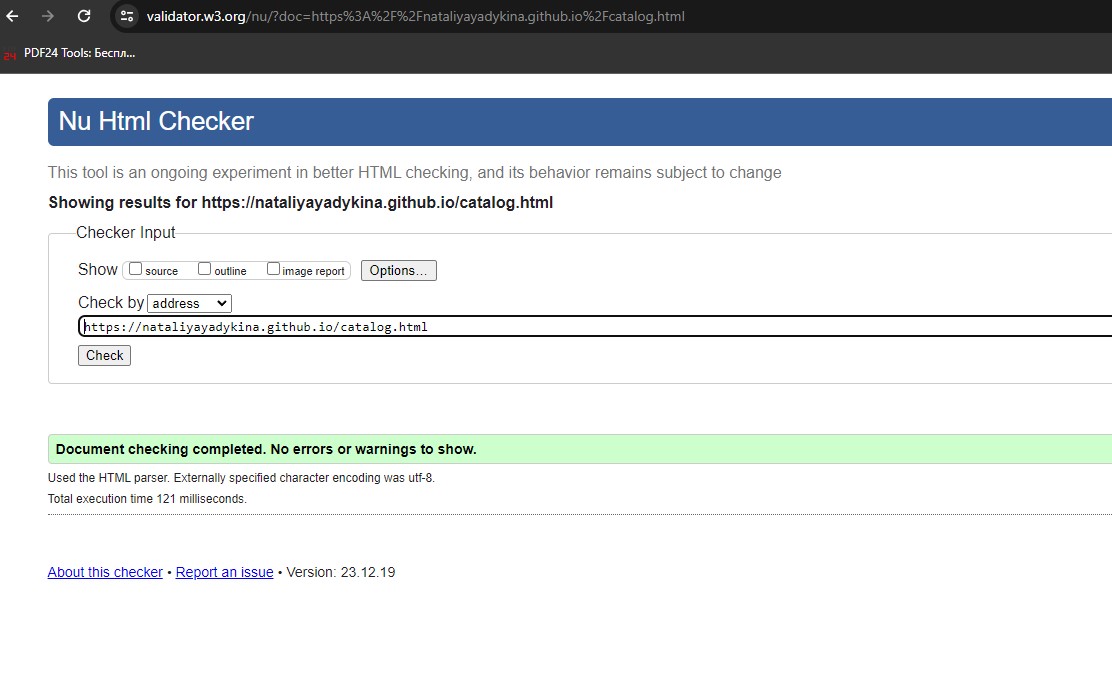 validator.w3.org/nu/?doc=https%3A%2F%2Fnataliyayadykina.github.io%2Fcatalog.html
24 PDF24 Tools: Беспл...
Nu Html Checker
This tool is an ongoing experiment in better HTML checking, and its behavior remains subject to change
Showing results for https://nataliyayadykina.github.io/catalog.html
Checker Input
Show source outline image report Options...
Check by address
https://nataliyayadykina.github.io/catalog.html
Check
Document checking completed. No errors or warnings to show.
Used the HTML parser. Externally specified character encoding was utf-8.
Total execution time 121 milliseconds.
About this checker • Report an issue • Version: 23.12.19